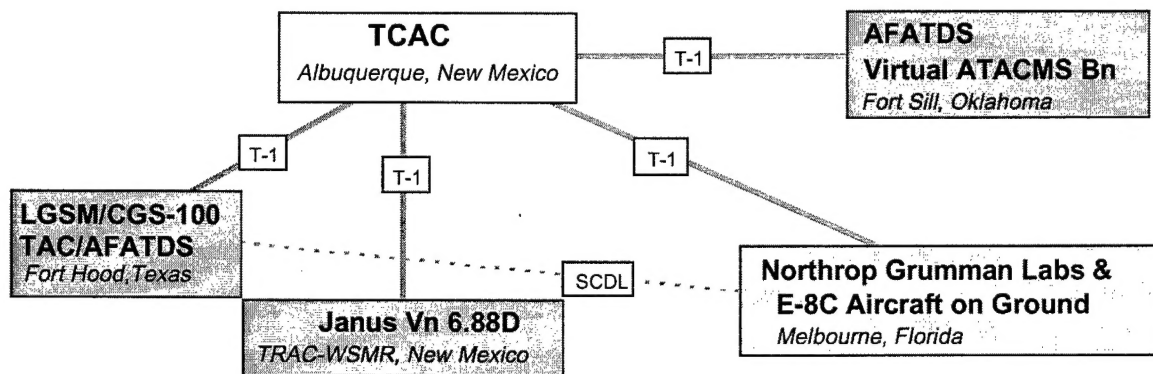 TCAC
Albuquerque, New Mexico
T-1
AFATDS
Virtual ATACMS Bn
Fort Sill, Oklahoma
T-1
T-1
T-1
LGSM/CGS-100
TAC/AFATDS
Fort Hood,Texas
SCDL
Northrop Grumman Labs &
E-8C Aircraft on Ground
Melbourne, Florida
Janus Vn 6.88D
TRAC-WSMR, New Mexico